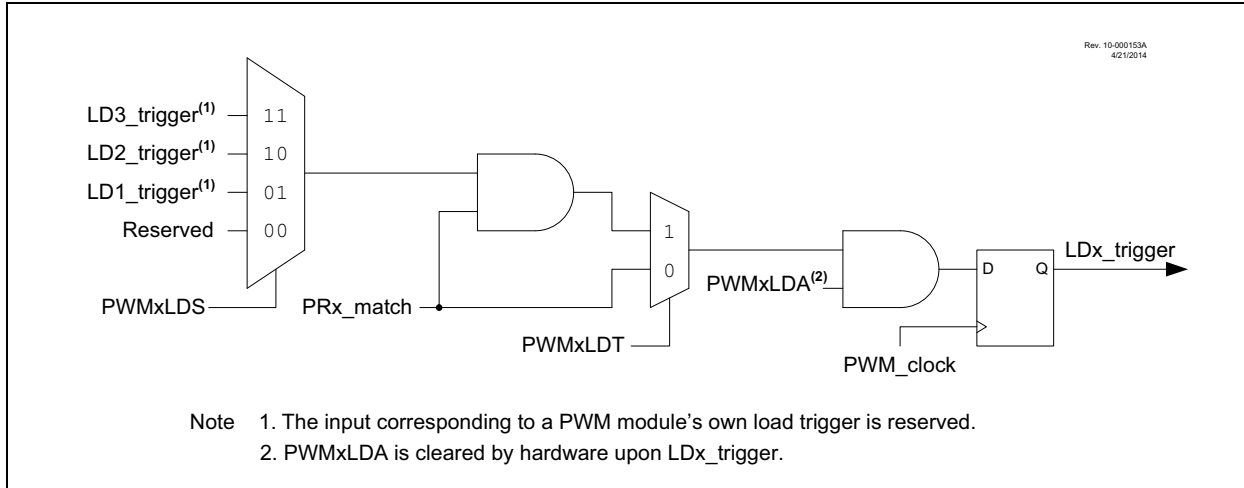 Rev. 10-000153A
4/21/2014
LD3_trigger(1)
11
LD2_trigger(1)
10
LD1_trigger(1)
01
Reserved
00
PWMxLDS
PRx_match
1
0
PWMxLDT
PWMxLDA(2)
D Q
LDx_trigger
PWM_clock
Note 1. The input corresponding to a PWM module's own load trigger is reserved.
2. PWMxLDA is cleared by hardware upon LDx_trigger.